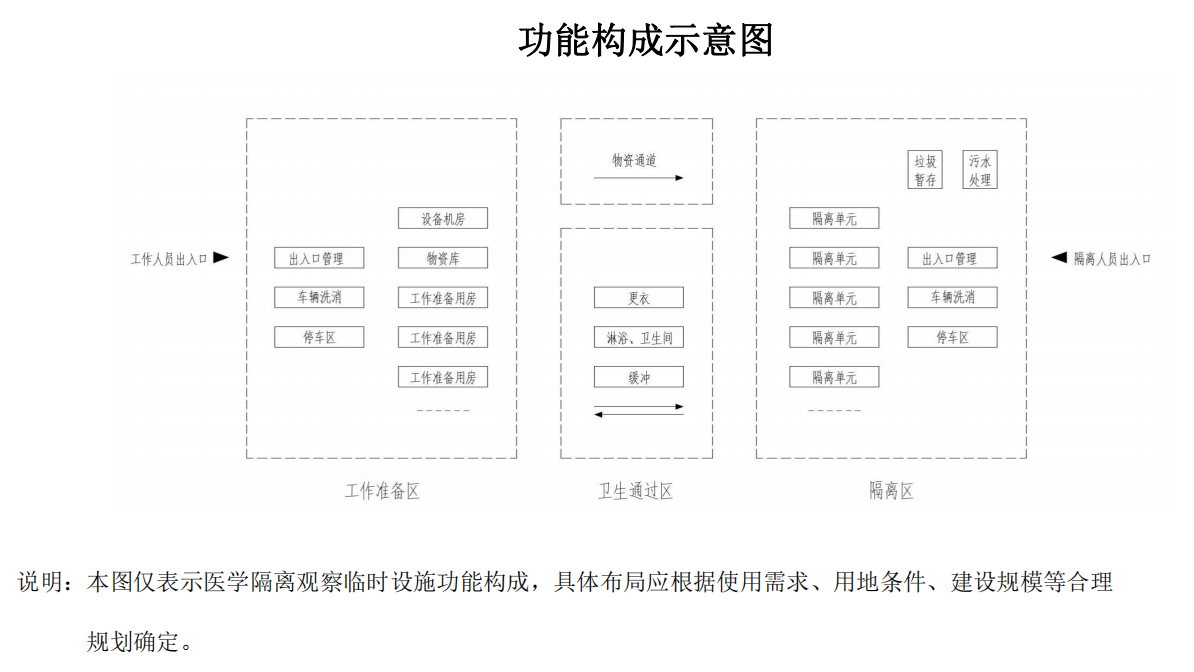 功能构成示意图
物资通道
垃圾
暂存
污水
处理
设备机房
隔离单元
工作人员出入口
出入口管理
物资库
隔离单元
出入口管理
隔离人员出入口
车辆洗消
工作准备用房
更衣
隔离单元
车辆洗消
停车区
工作准备用房
淋浴、卫生间
隔离单元
停车区
工作准备用房
缓冲
隔离单元
工作准备区
卫生通过区
隔离区
说明：本图仅表示医学隔离观察临时设施功能构成，具体布局应根据使用需求、用地条件、建设规模等合理
规划确定。